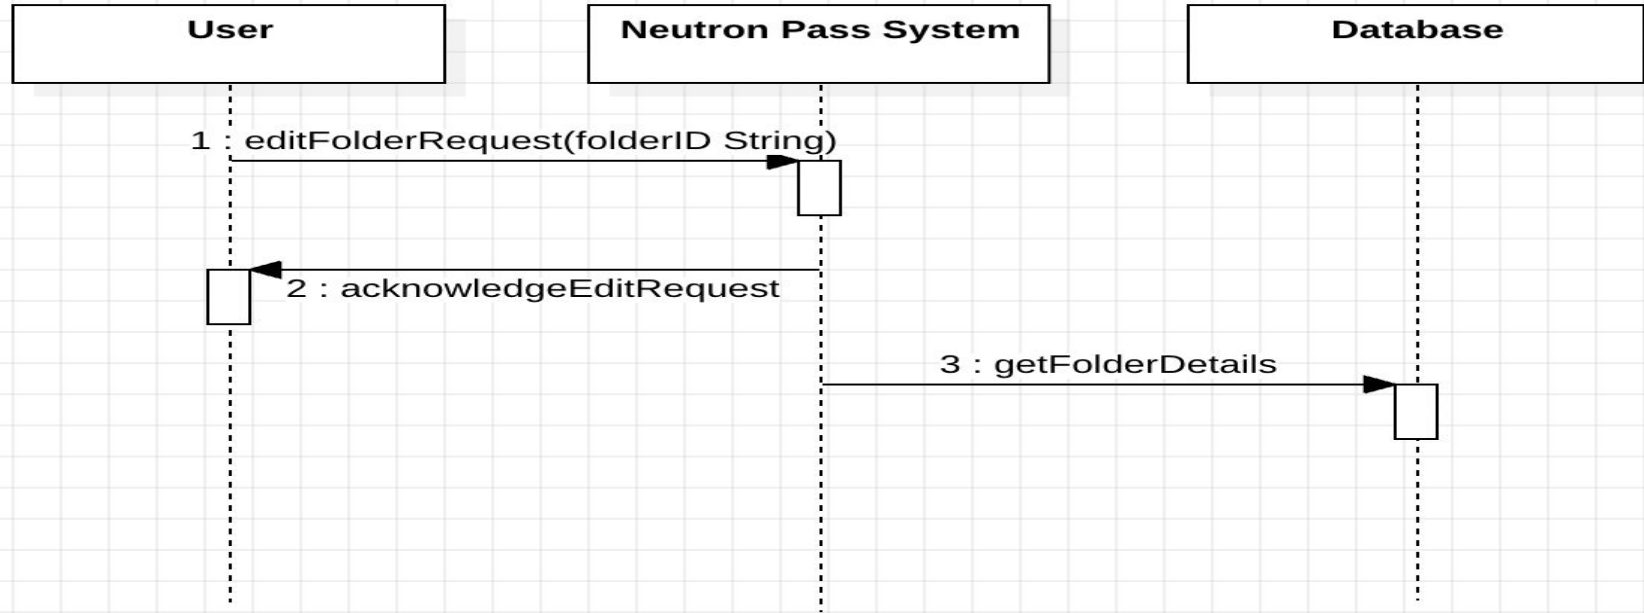 User
Neutron Pass System
Database
1 : editFolderRequest(folderID String)
2 : acknowledgeEditRequest
3 : getFolderDetails